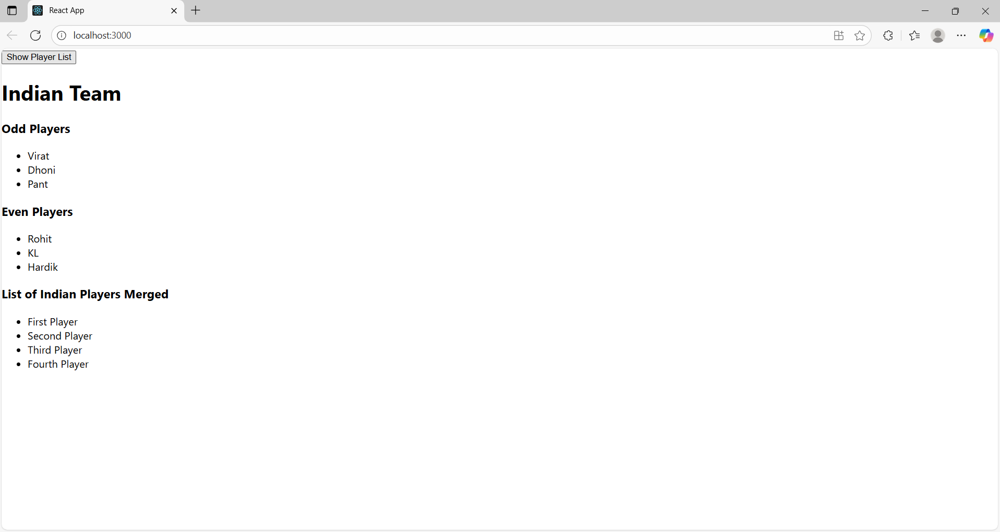 React App
localhost:3000
Show Player List
Indian Team
Odd Players
Virat
Dhoni
Pant
Even Players
Rohit
KL
Hardik
List of Indian Players Merged
First Player
Second Player
Third Player
Fourth Player